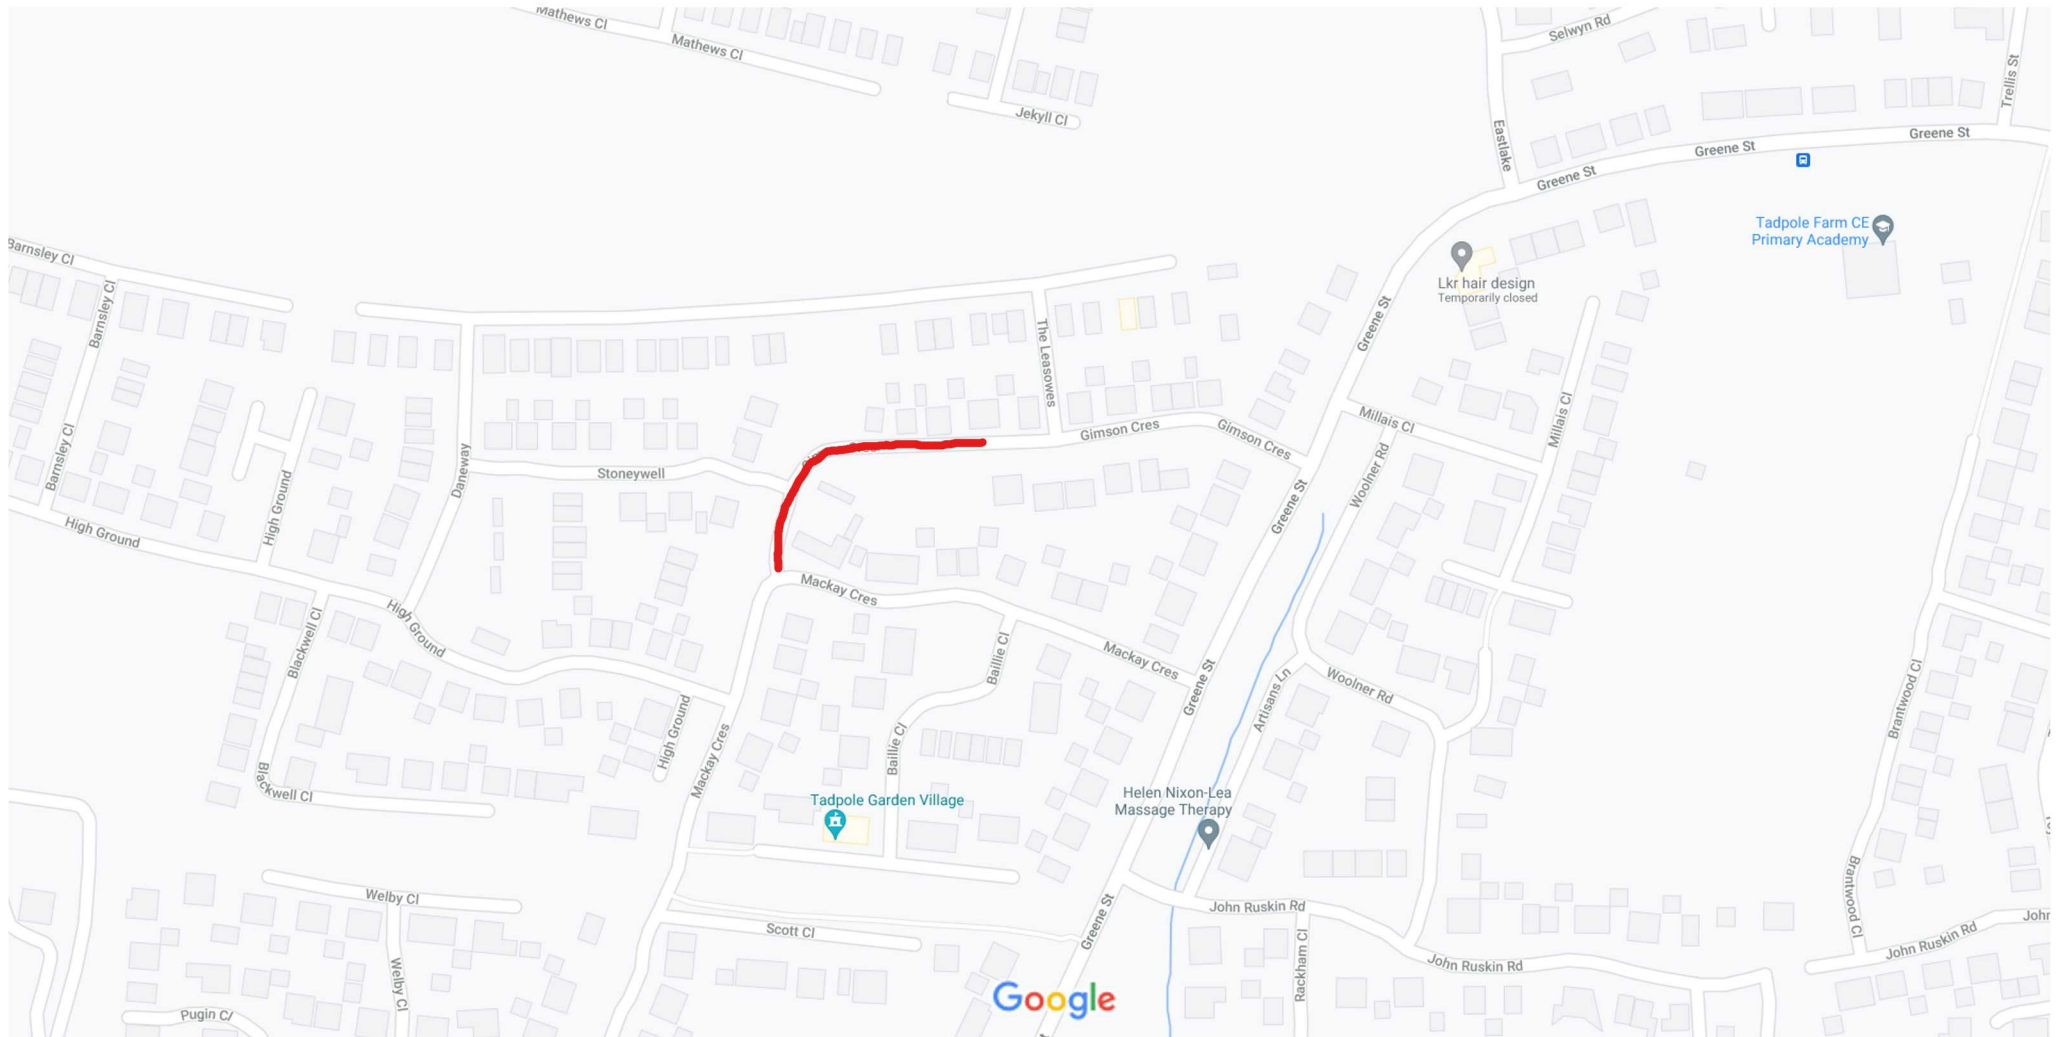 Mathews Cl
Mathews Cl
Jekyll Cl
Selwyn Rd
Trellis St
Eastlake
Greene St
Greene St
Greene St
Tadpole Farm CE
Primary Academy
Barnsley Cl
Barnsley Cl
Barnsley Cl
Lkr hair design
Temporarily closed
Greene St
The Leasowes
Millais Cl
Millais Cl
Gimson Cres
Gimson Cres
Daneway
Stoneywell
Woolner Rd
High Ground
High Ground
Greene St
Mackay Cres
High Ground
Blackwell Cl
Baillie Cl
Mackay Cres
Greene St
Artisans Ln
Woolner Rd
Brantwood Cl
High Ground
Mackay Cres
Baillie Cl
Blackwell Cl
Tadpole Garden Village
Helen Nixon-Lea
Massage Therapy
Welby Cl
Greene St
John Ruskin Rd
Brantwood Cl
John
Scott Cl
John Ruskin Rd
Rackham Cl
John Ruskin Rd
Welby Cl
Google
Pugin Cl